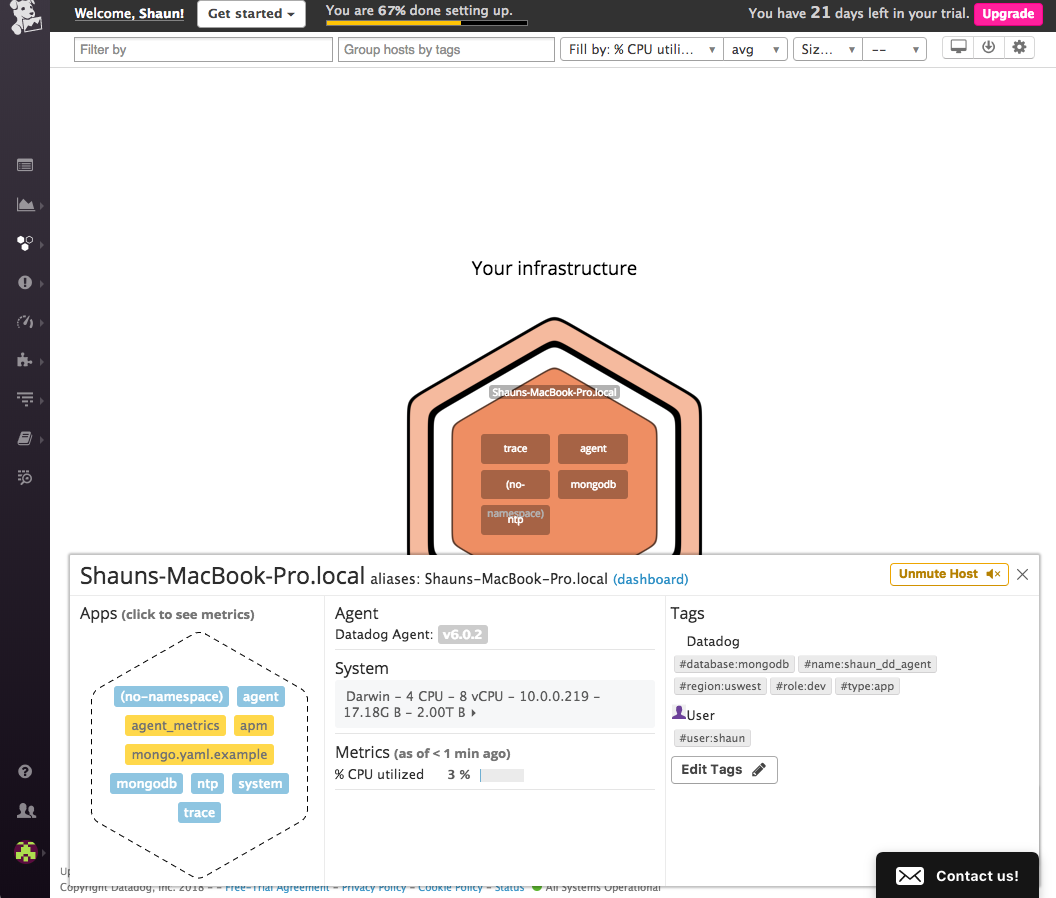 Welcome, Shaun!
Get started
You are 67% done setting up.
You have 21 days left in your trial.
Upgrade
Filter by
Group hosts by tags
Fill by: % CPU utili...
avg
Siz...
--
Your infrastructure
Shauns-MacBook-Pro.local
trace
agent
(no-
namespace)
mongodb
ntp
Shauns-MacBook-Pro.local aliases: Shauns-MacBook-Pro.local (dashboard)
Unmute Host
Apps (click to see metrics)
(no-namespace)
agent
agent_metrics
apm
mongo.yaml.example
mongodb
ntp
system
trace
Agent
Datadog Agent: v6.0.2
System
Darwin – 4 CPU – 8 vCPU – 10.0.0.219 –
17.18G B – 2.00T B
Metrics (as of < 1 min ago)
% CPU utilized 3 %
Tags
Datadog
#database:mongodb
#name:shaun_dd_agent
#region:uswest
#role:dev
#type:app
User
#user:shaun
Edit Tags
Up
Copyright Datadog, Inc. 2018 – – Free-Trial Agreement – Privacy Policy – Cookie Policy – Status All Systems Operational
Contact us!